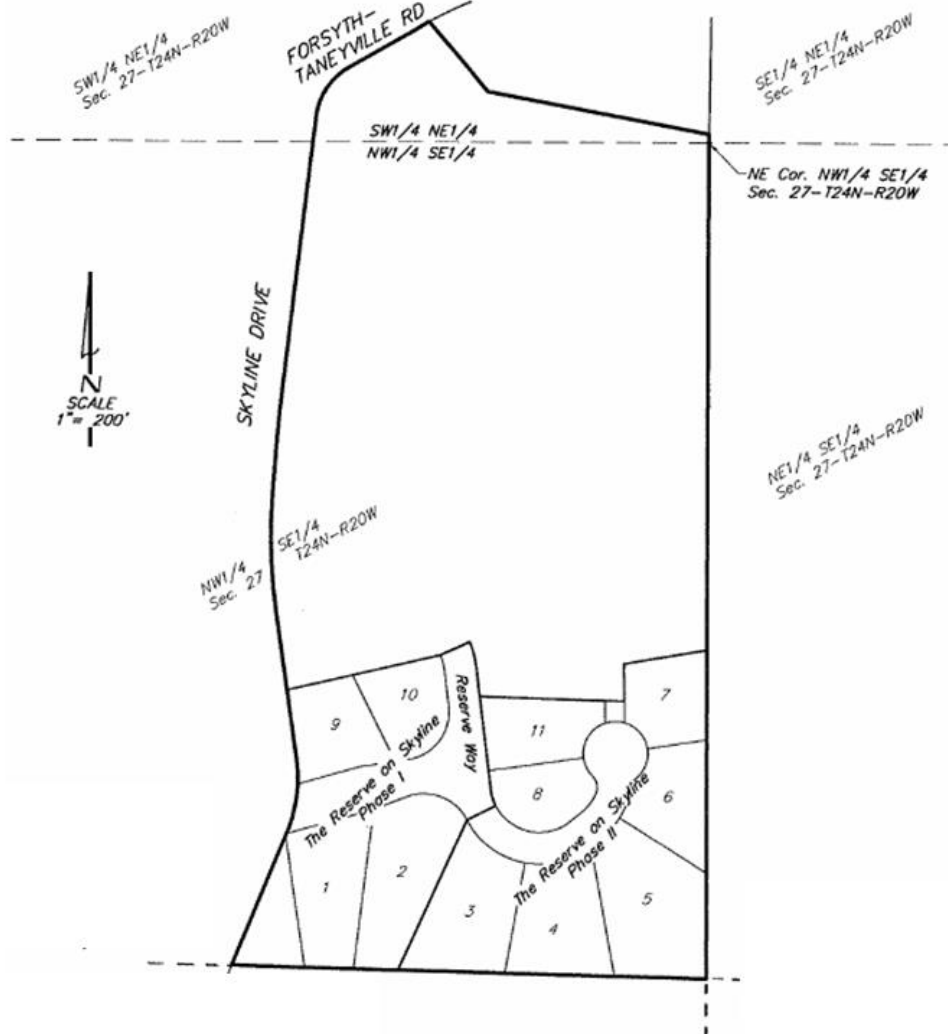 FORSYTH-
TANEYVILLE RD
SW1/4 NE1/4
Sec. 27-T24N-R20W
SE1/4 NE1/4
Sec. 27-T24N-R20W
SW1/4 NE1/4
NW1/4 SE1/4
NE Cor. NW1/4 SE1/4
Sec. 27-T24N-R20W
SKYLINE DRIVE
N
SCALE
1"= 200'
NE1/4 SE1/4
Sec. 27-T24N-R20W
NW1/4 SE1/4
Sec. 27 T24N-R20W
7
10
9
Reserve Way
11
8
6
The Reserve on Skyline
Phase I
The Reserve on Skyline
Phase II
1
2
3
4
5